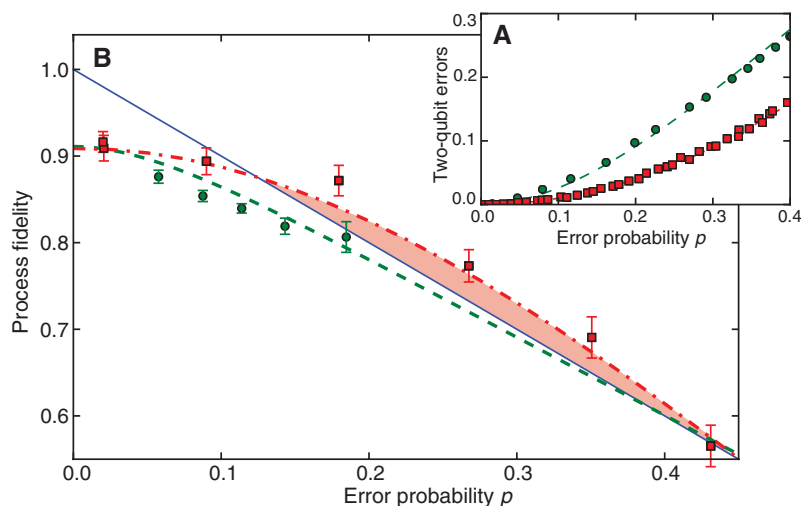 B
Process fidelity
1.0
0.9
0.8
0.7
0.6
0.0 0.1 0.2 0.3 0.4
Error probability p
A
Two-qubit errors
0.3
0.2
0.1
0.0
0.0 0.1 0.2 0.3 0.4
Error probability p